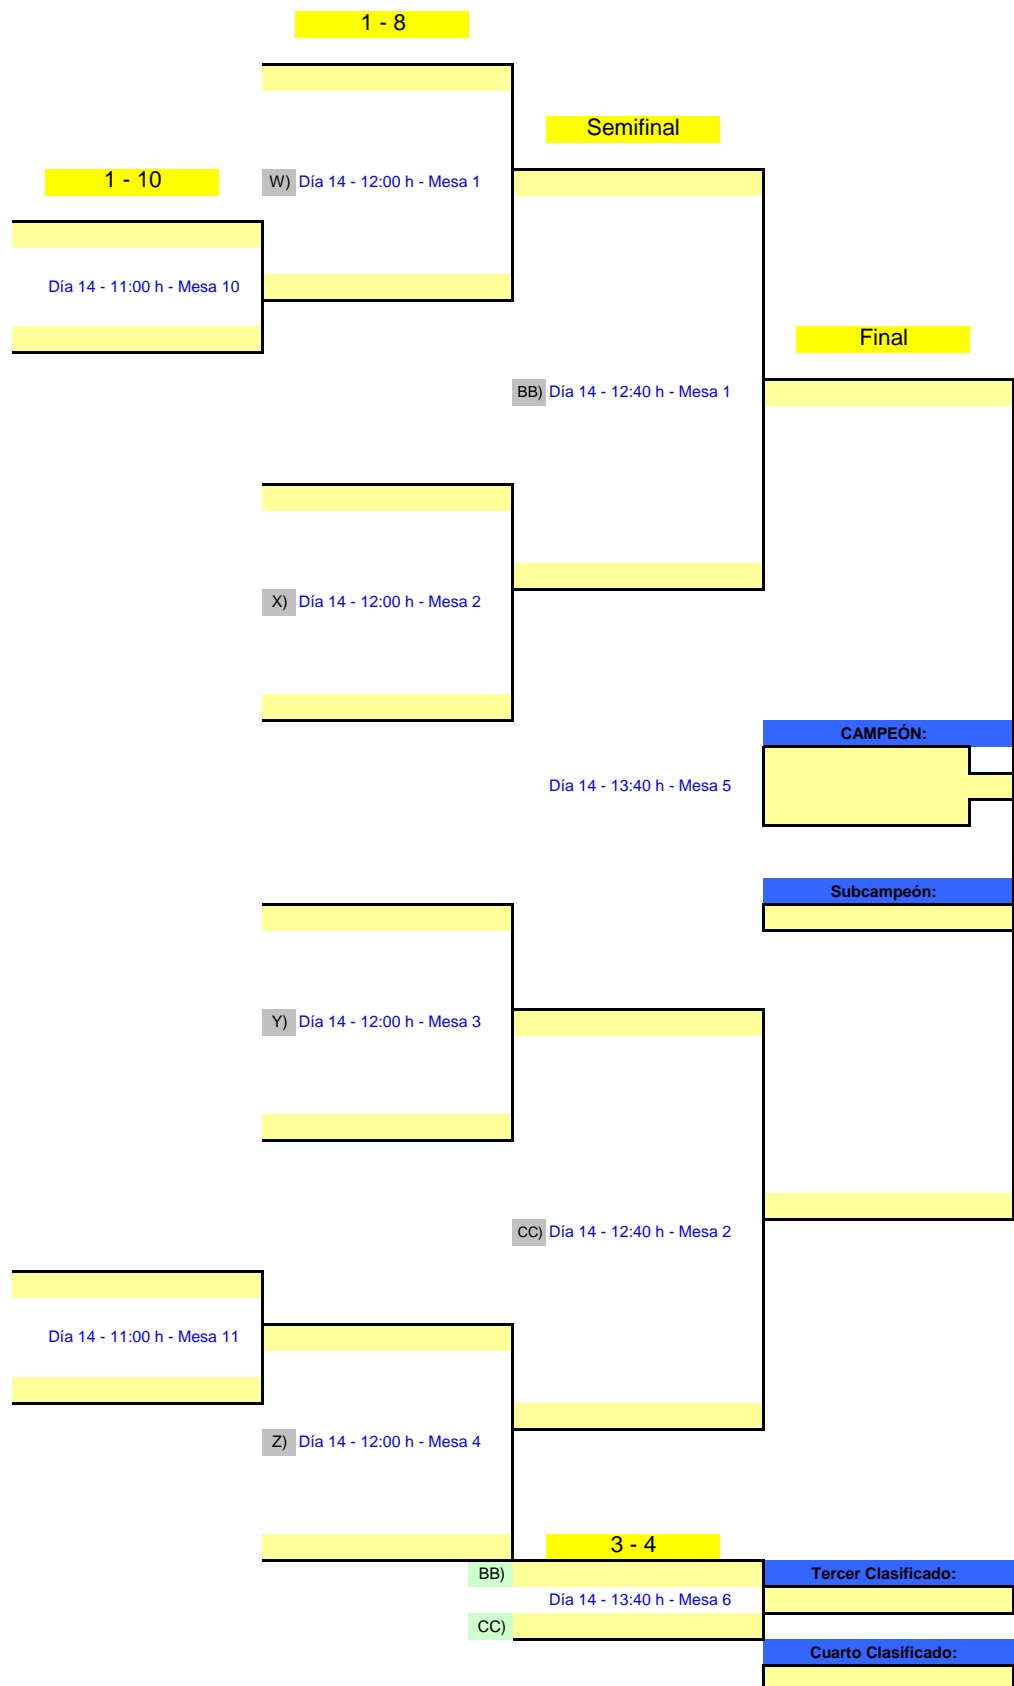 1 - 8
Semifinal
1 - 10
W) Día 14 - 12:00 h - Mesa 1
Día 14 - 11:00 h - Mesa 10
Final
BB) Día 14 - 12:40 h - Mesa 1
X) Día 14 - 12:00 h - Mesa 2
CAMPEÓN:
Día 14 - 13:40 h - Mesa 5
Subcampeón:
Y) Día 14 - 12:00 h - Mesa 3
CC) Día 14 - 12:40 h - Mesa 2
Día 14 - 11:00 h - Mesa 11
Z) Día 14 - 12:00 h - Mesa 4
3 - 4
BB)
Tercer Clasificado:
Día 14 - 13:40 h - Mesa 6
CC)
Cuarto Clasificado: